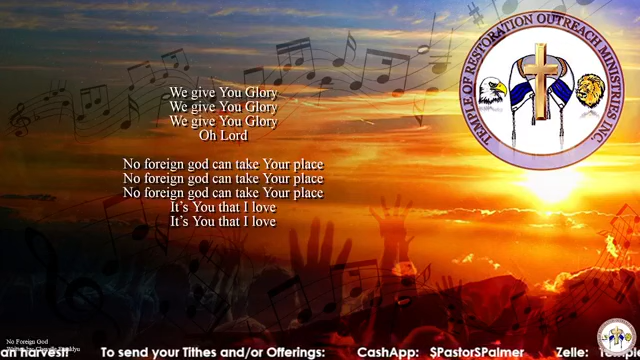 TEMPLE OF RESTORATION OUTREACH MINISTRIES INC.
We give You Glory
We give You Glory
We give You Glory
Oh Lord
No foreign god can take Your place
No foreign god can take Your place
No foreign god can take Your place
It's You that I love
It's You that I love
No Foreign God
an harvest! To send your Tithes and/or Offerings: CashApp: $PastorSPalmer Zelle: